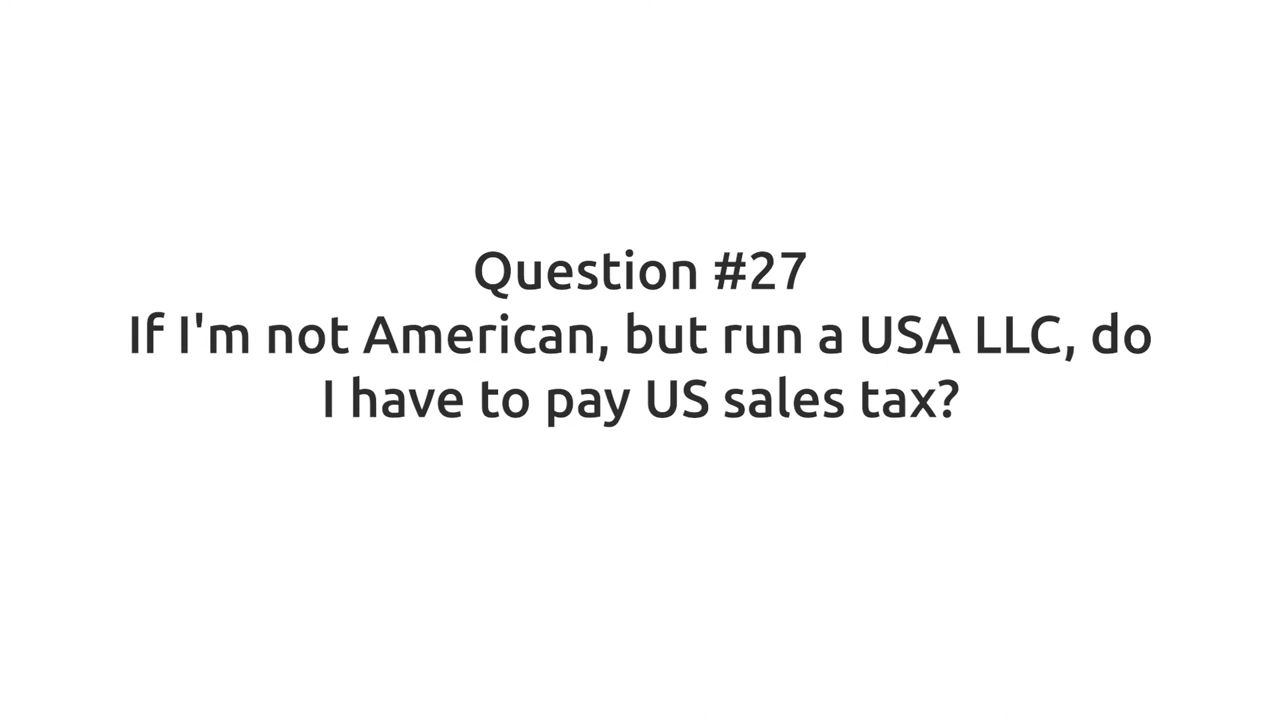 Question #27
If I'm not American, but run a USA LLC, do
I have to pay US sales tax?